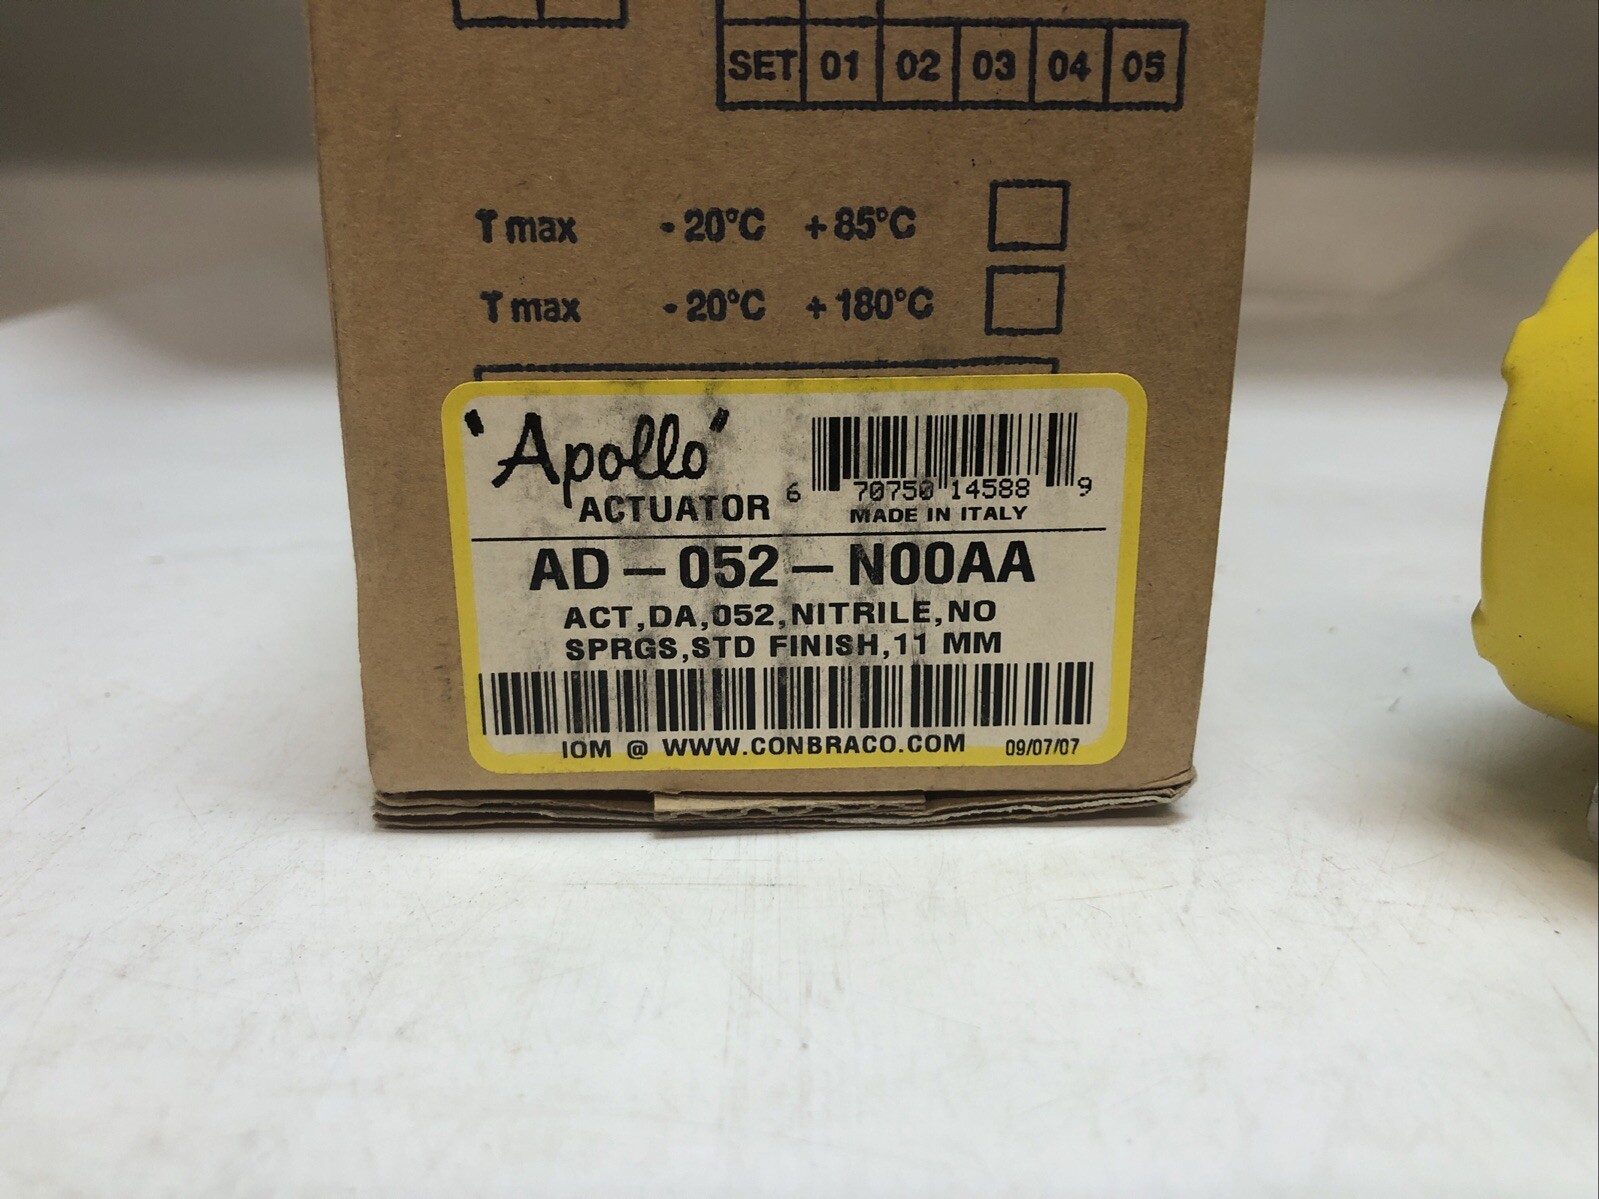 SET 01 02 03 04 05
T max - 20°C + 85°C
T max - 20°C + 180°C
"Apollo"
ACTUATOR
6 70750 14588 9
MADE IN ITALY
AD-052-N00AA
ACT,DA,052,NITRILE,NO
SPRGS,STD FINISH,11 MM
IOM @ WWW.CONBRACO.COM 09/07/07